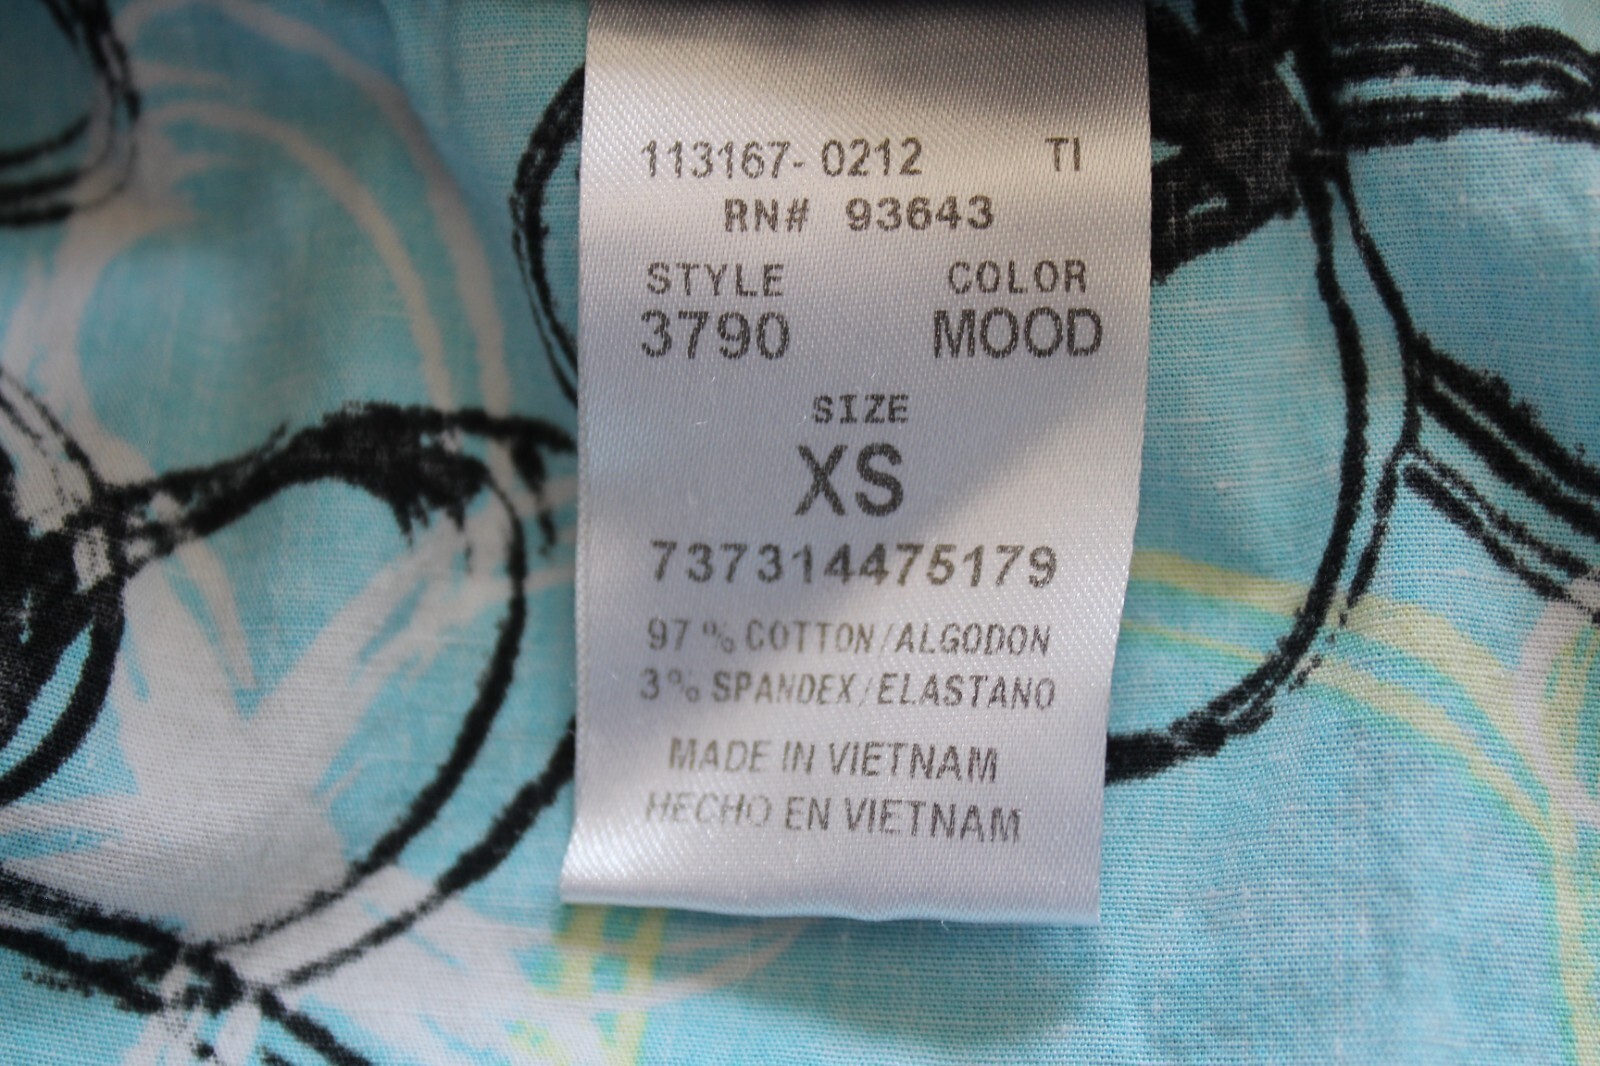 113167-0212 TI
RN# 93643
STYLE COLOR
3790 MOOD
SIZE
XS
737314475179
97% COTTON/ALGODON
3% SPANDEX/ELASTANO
MADE IN VIETNAM
HECHO EN VIETNAM